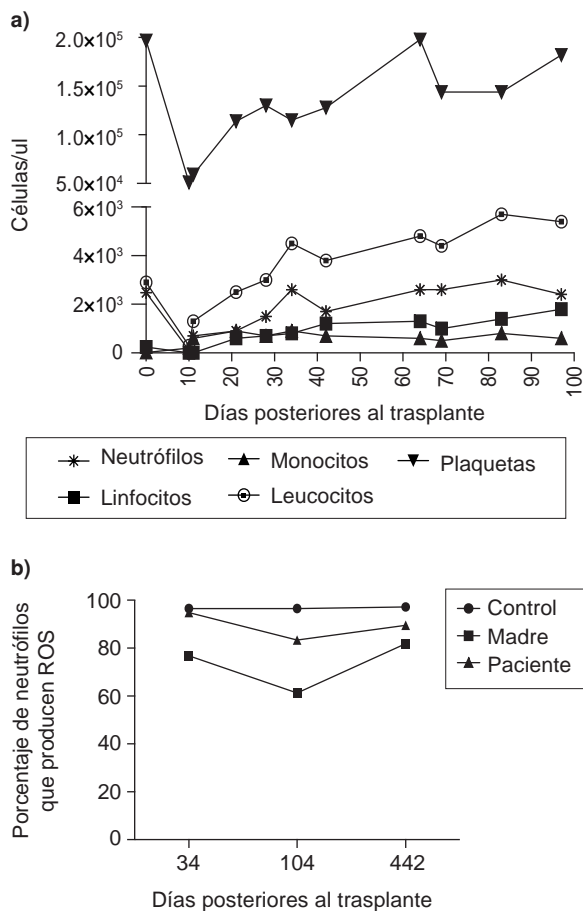 a)
2.0×10⁵
1.5×10⁵
1.0×10⁵
5.0×10⁴
6×10³
4×10³
2×10³
0
Células/ul
0 10 20 30 40 50 60 70 80 90 100
Días posteriores al trasplante
Neutrófilos Monocitos Plaquetas
Linfocitos Leucocitos
b)
100
80
60
40
20
0
Porcentaje de neutrófilos
que producen ROS
34 104 442
Días posteriores al trasplante
Control
Madre
Paciente